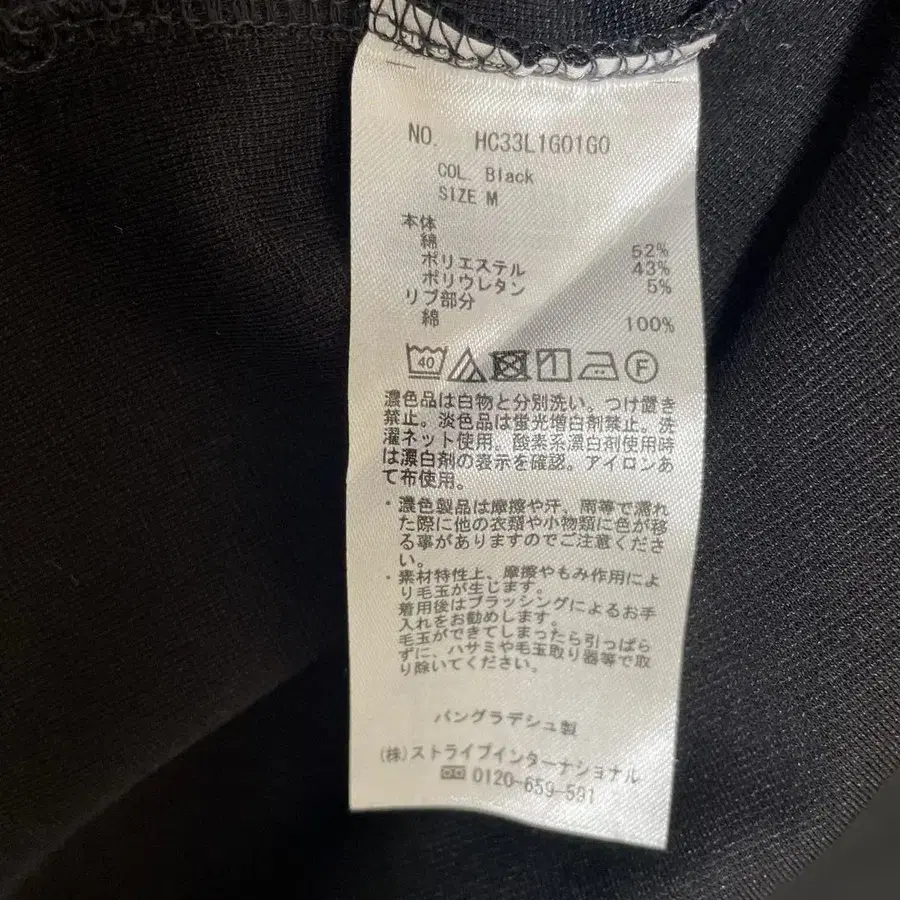 NO. HC33L1G01G0
COL. Black
SIZE M
本体
綿 52%
ポリエステル 43%
ポリウレタン 5%
リブ部分
綿 100%
40 F
濃色品は白物と分別洗い。つけ置き
禁止。淡色品は蛍光増白剤禁止。洗
濯ネット使用。酸素系漂白剤使用時
は漂白剤の表示を確認。アイロンあ
て布使用。
・濃色製品は摩擦や汗、雨等で濡れ
た際に他の衣類や小物類に色が移
る事がありますのでご注意くださ
い。
・素材特性上、摩擦やもみ作用によ
り毛玉が生じます。
着用後はブラッシングによるお手
入れをお勧めします。
毛玉ができてしまったら引っぱら
ずに、ハサミや毛玉取り器等で取
り除いてください。
バングラデシュ製
(株)ストライプインターナショナル
0120-659-591